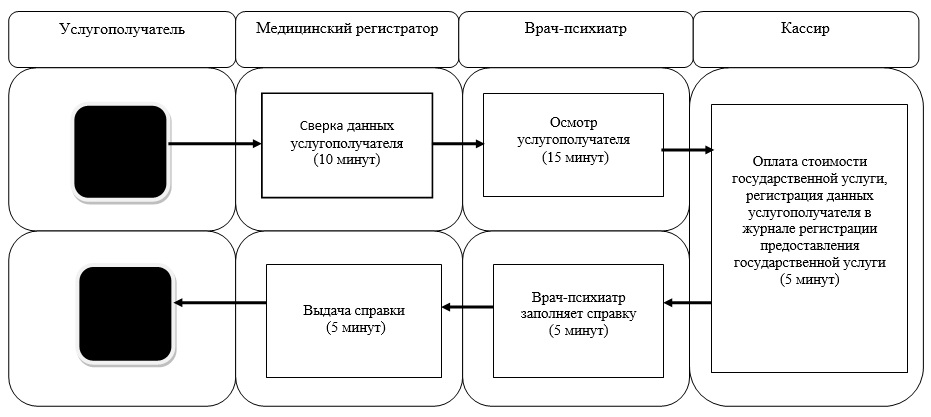 Услугополучатель
Медицинский регистратор
Врач-психиатр
Кассир
Сверка данных
услугополучателя
(10 минут)
Осмотр
услугополучателя
(15 минут)
Оплата стоимости
государственной услуги,
регистрация данных
услугополучателя в
журнале регистрации
предоставления
государственной услуги
(5 минут)
Врач-психиатр
заполняет справку
(5 минут)
Выдача справки
(5 минут)